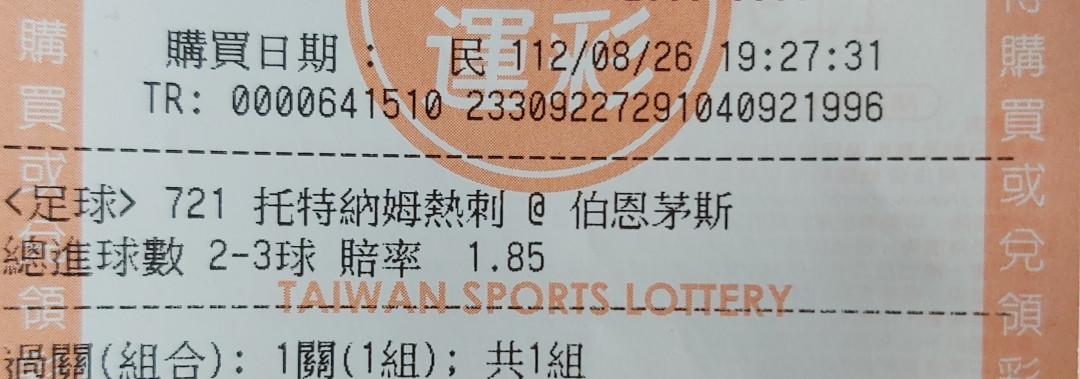 運彩
購買日期 : 民 112/08/26 19:27:31
TR: 0000641510 233092272291040921996
<足球> 721 托特納姆熱刺 @ 伯恩茅斯
總進球數 2-3球 賠率 1.85
TAIWAN SPORTS LOTTERY
過關(組合): 1關(1組); 共1組
購買或兌領
購買或兌領彩